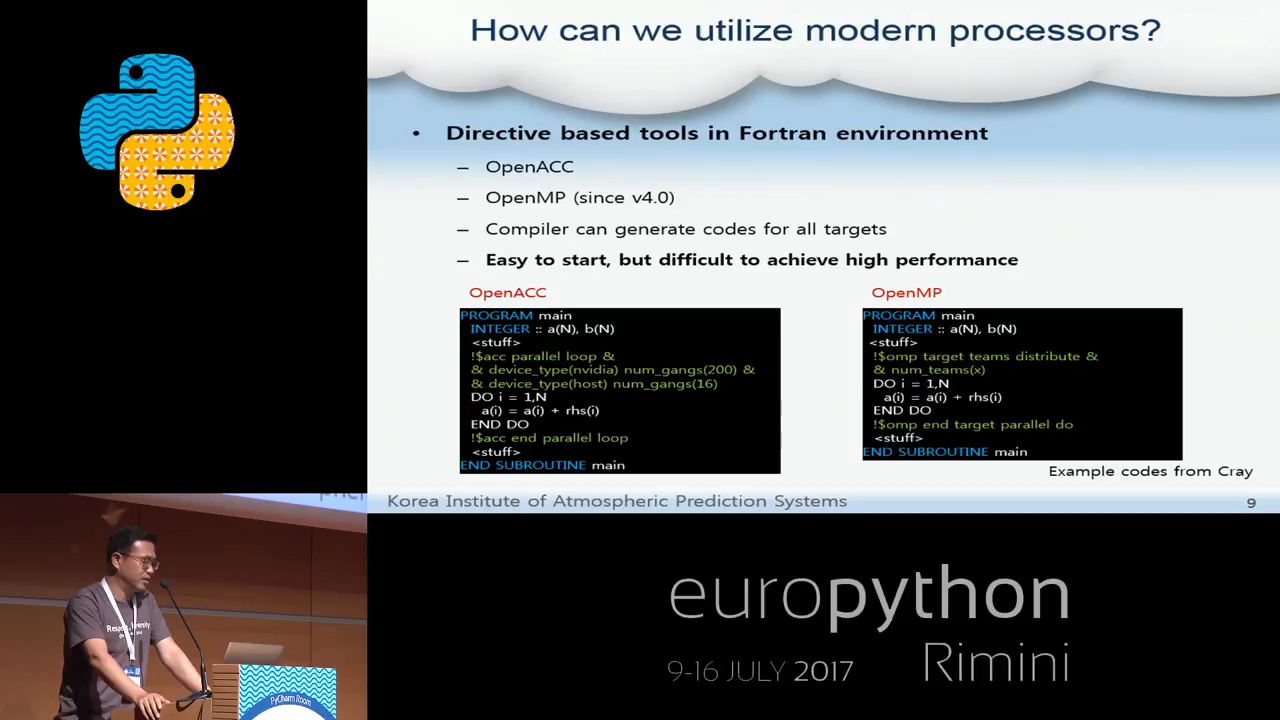 How can we utilize modern processors?
• Directive based tools in Fortran environment
– OpenACC
– OpenMP (since v4.0)
– Compiler can generate codes for all targets
– Easy to start, but difficult to achieve high performance
OpenACC
PROGRAM main
INTEGER :: a(N), b(N)
<stuff>
!$acc parallel loop &
& device_type(nvidia) num_gangs(200) &
& device_type(host) num_gangs(16)
DO i = 1,N
a(i) = a(i) + rhs(i)
END DO
!$acc end parallel loop
<stuff>
END SUBROUTINE main
OpenMP
PROGRAM main
INTEGER :: a(N), b(N)
<stuff>
!$omp target teams distribute &
& num_teams(x)
DO i = 1,N
a(i) = a(i) + rhs(i)
END DO
!$omp end target parallel do
<stuff>
END SUBROUTINE main
Example codes from Cray
Korea Institute of Atmospheric Prediction Systems
9
PyCharm Room
europython
Rimini
9-16 JULY 2017